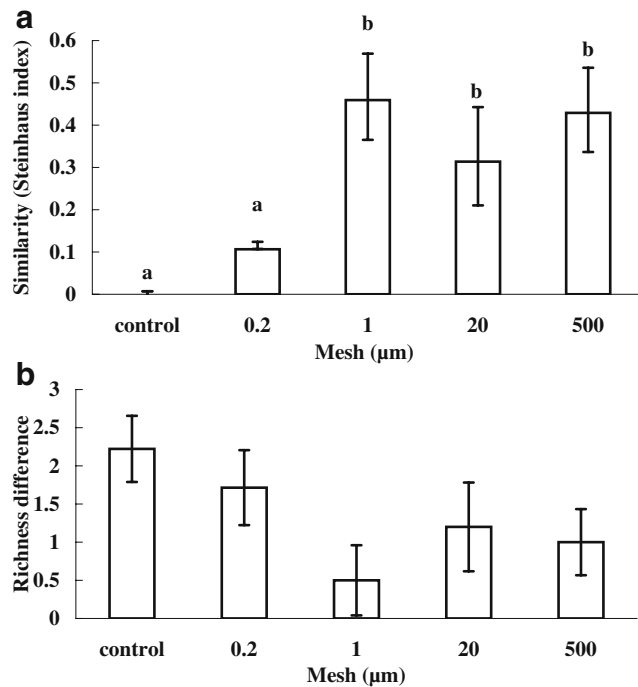 a
Similarity (Steinhaus index)
0.6
0.5
0.4
0.3
0.2
0.1
0
a
a
b
b
b
control 0.2 1 20 500
Mesh (µm)
b
Richness difference
3
2.5
2
1.5
1
0.5
0
control 0.2 1 20 500
Mesh (µm)